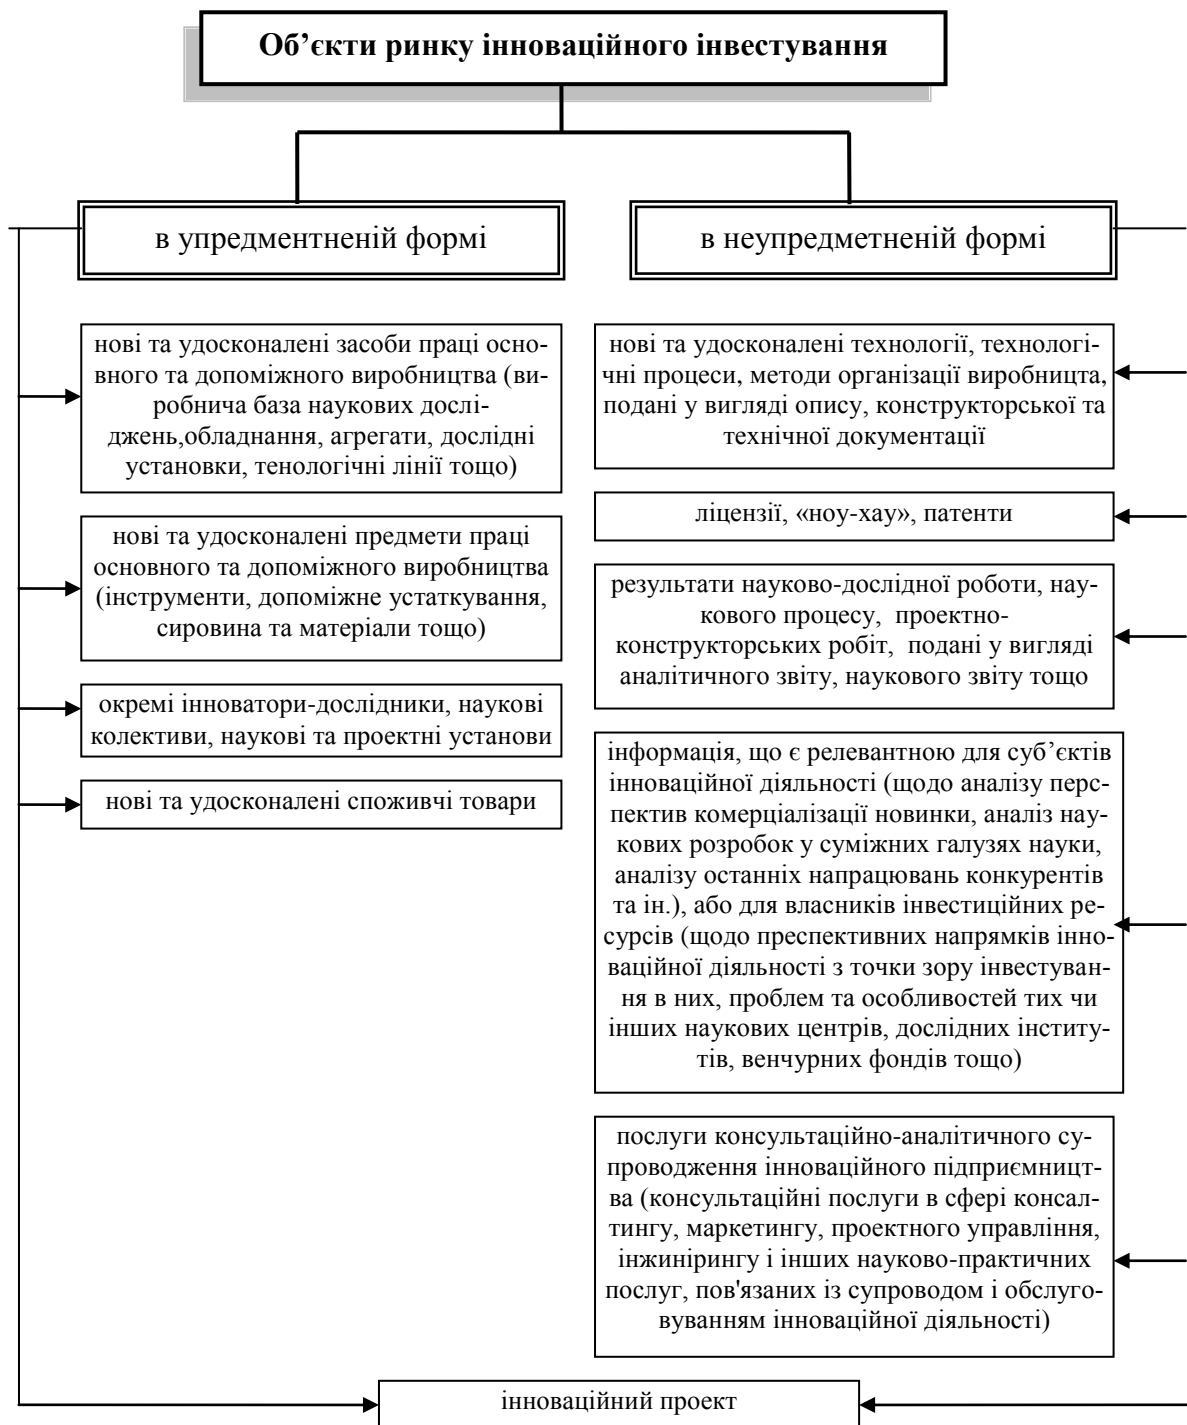 Об’єкти ринку інноваційного інвестування
в упредментненій формі
в неупредметненій формі
нові та удосконалені засоби праці осно-
вного та допоміжного виробництва (ви-
робнича база наукових дослі-
джень,обладнання, агрегати, дослідні
установки, тенологічні лінії тощо)
нові та удосконалені предмети праці
основного та допоміжного виробництва
(інструменти, допоміжне устаткування,
сировина та матеріали тощо)
окремі інноватори-дослідники, наукові
колективи, наукові та проектні установи
нові та удосконалені споживчі товари
нові та удосконалені технології, технологі-
чні процеси, методи організації виробницта,
подані у вигляді опису, конструкторської та
технічної документації
ліцензії, «ноу-хау», патенти
результати науково-дослідної роботи, нау-
кового процесу, проектно-
конструкторських робіт, подані у вигляді
аналітичного звіту, наукового звіту тощо
інформація, що є релевантною для суб’єктів
інноваційної діяльності (щодо аналізу перс-
пектив комерціалізації новинки, аналіз нау-
кових розробок у суміжних галузях науки,
аналізу останніх напрацювань конкурентів
та ін.), або для власників інвестиційних ре-
сурсів (щодо преспективних напрямків інно-
ваційної діяльності з точки зору інвестуван-
ня в них, проблем та особливостей тих чи
інших наукових центрів, дослідних інститу-
тів, венчурних фондів тощо)
послуги консультаційно-аналітичного су-
проводження інноваційного підприємницт-
ва (консультаційні послуги в сфері консал-
тингу, маркетингу, проектного управління,
інжинірингу і інших науково-практичних
послуг, пов'язаних із супроводом і обслуго-
вуванням інноваційної діяльності)
інноваційний проект